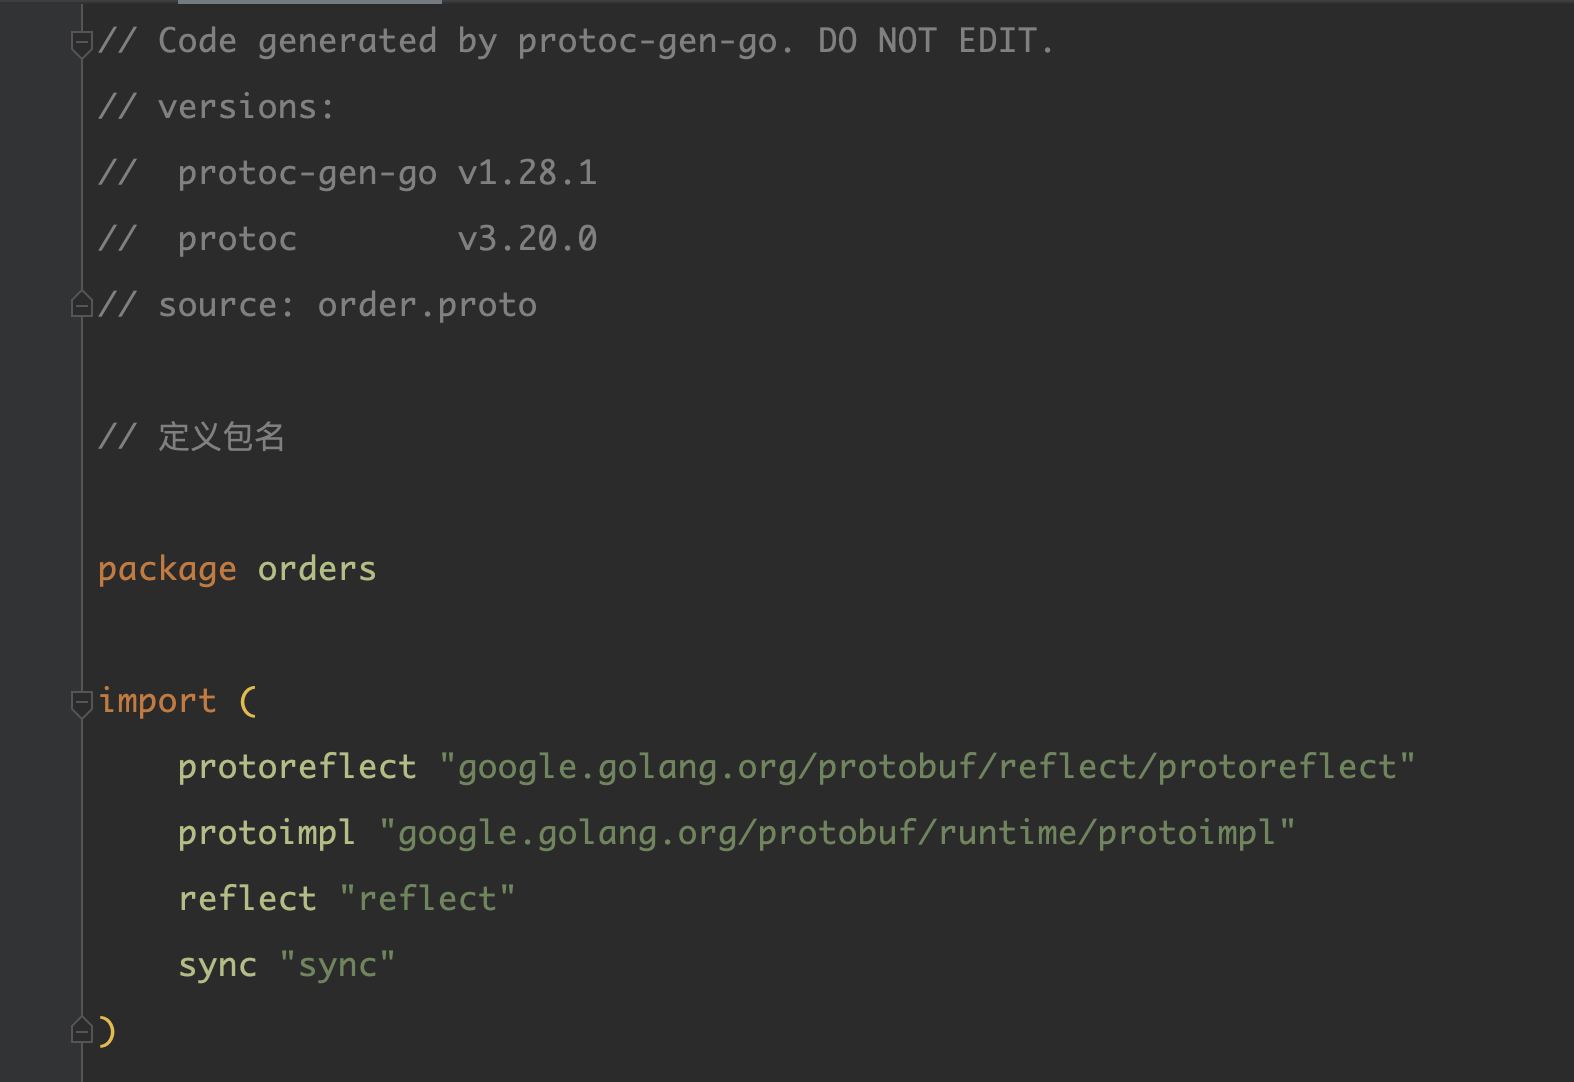 // Code generated by protoc-gen-go. DO NOT EDIT.
// versions:
//  protoc-gen-go v1.28.1
//  protoc        v3.20.0
// source: order.proto
// 定义包名
package orders
import (
    protoreflect "google.golang.org/protobuf/reflect/protoreflect"
    protoimpl "google.golang.org/protobuf/runtime/protoimpl"
    reflect "reflect"
    sync "sync"
)